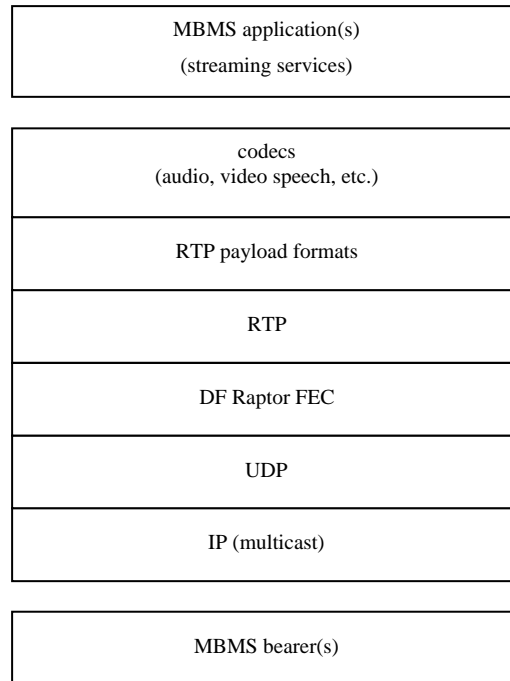 MBMS application(s)
(streaming services)
codecs
(audio, video speech, etc.)
RTP payload formats
RTP
DF Raptor FEC
UDP
IP (multicast)
MBMS bearer(s)